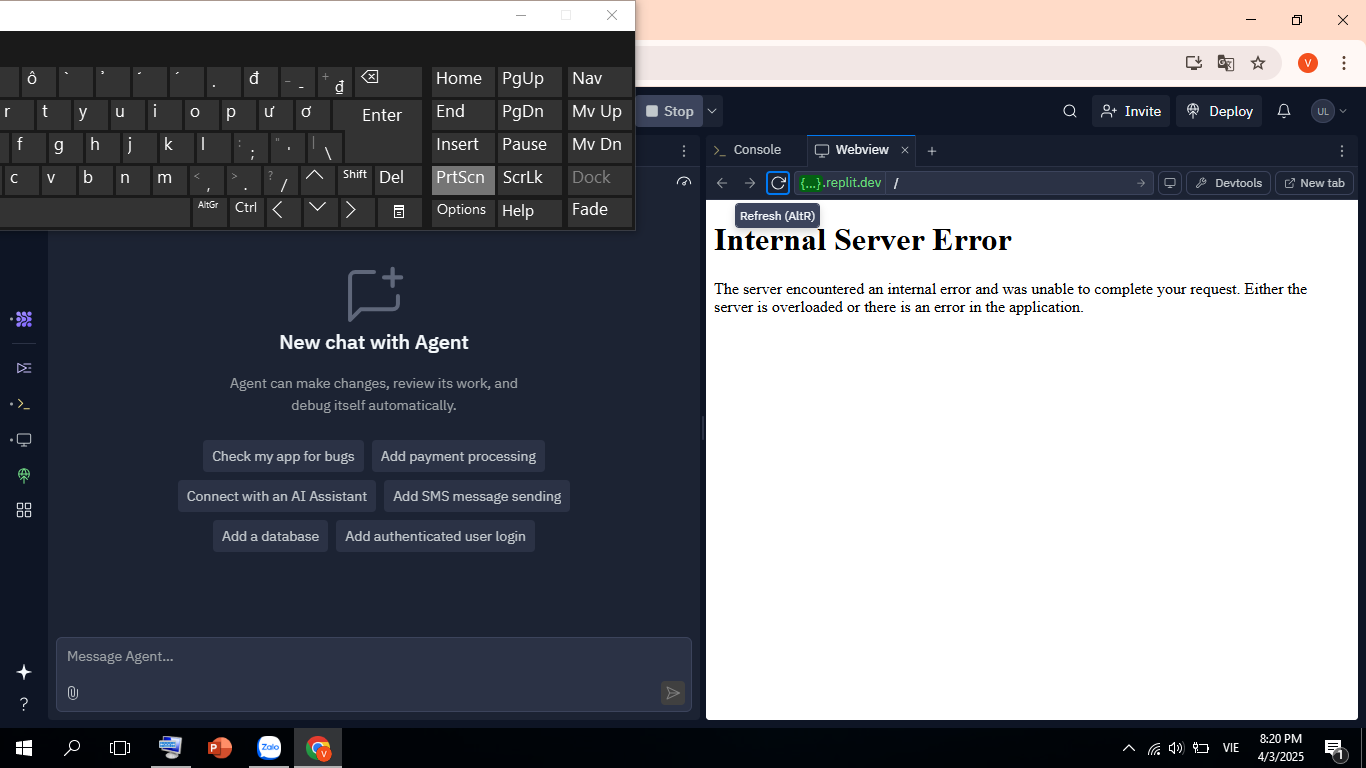 ô ` ̉ ˜ ´ . đ _ - + ₫ Home PgUp Nav
r t y u i o p ư ơ Enter End PgDn Mv Up
f g h j k l : ; " ' | \ Insert Pause Mv Dn
c v b n m < , > . ? / Shift Del PrtScn ScrLk Dock
AltGr Ctrl Options Help Fade
Stop
Invite
Deploy
UL
V
Console
Webview
{...}.replit.dev /
Devtools
New tab
Refresh (AltR)
Internal Server Error
The server encountered an internal error and was unable to complete your request. Either the
server is overloaded or there is an error in the application.
New chat with Agent
Agent can make changes, review its work, and
debug itself automatically.
Check my app for bugs
Add payment processing
Connect with an AI Assistant
Add SMS message sending
Add a database
Add authenticated user login
Message Agent...
?
Zalo
V
VIE
8:20 PM
4/3/2025
1